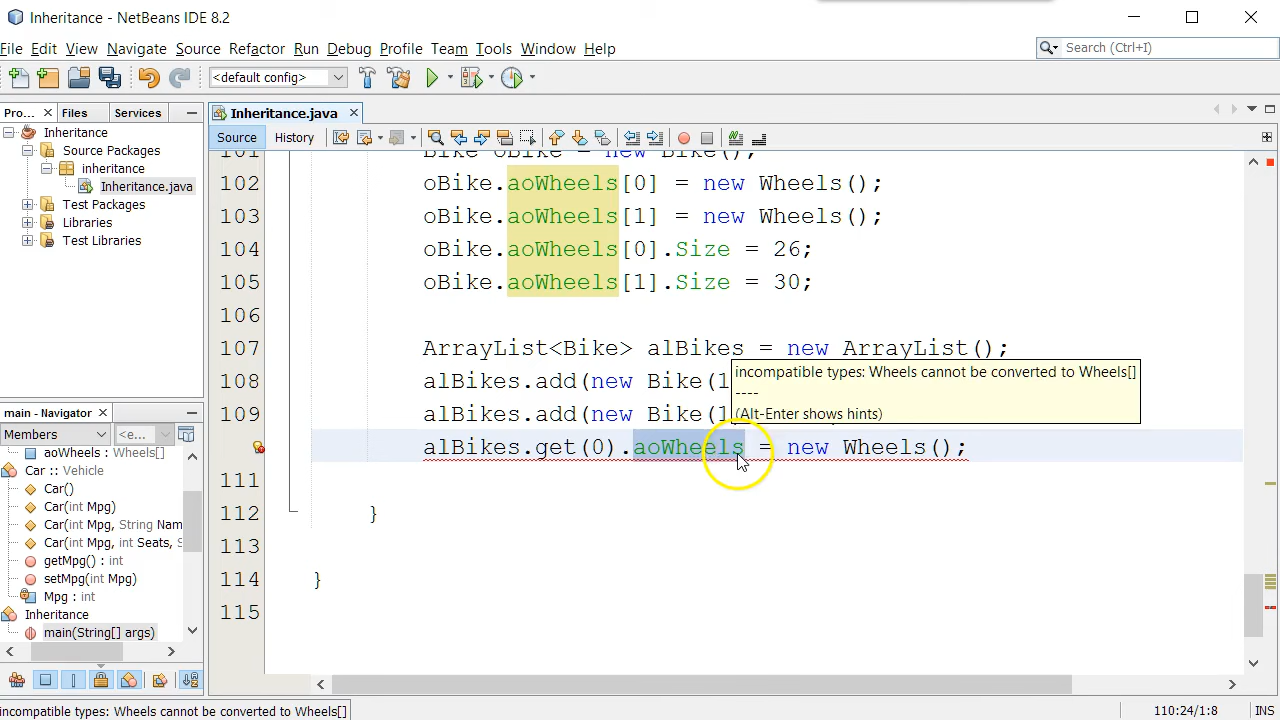 Inheritance - NetBeans IDE 8.2
File Edit View Navigate Source Refactor Run Debug Profile Team Tools Window Help
Search (Ctrl+I)
<default config>
Pro... Files Services
Inheritance.java
Inheritance
Source Packages
inheritance
Inheritance.java
Test Packages
Libraries
Test Libraries
Source History
101 Bike oBike = new Bike();
102 oBike.aoWheels[0] = new Wheels();
103 oBike.aoWheels[1] = new Wheels();
104 oBike.aoWheels[0].Size = 26;
105 oBike.aoWheels[1].Size = 30;
106
107 ArrayList<Bike> alBikes = new ArrayList();
108 alBikes.add(new Bike(1
109 alBikes.add(new Bike(1
alBikes.get(0).aoWheels = new Wheels();
111
112 }
113
114 }
115
incompatible types: Wheels cannot be converted to Wheels[]
----
(Alt-Enter shows hints)
main - Navigator
Members <e...
aoWheels : Wheels[]
Car :: Vehicle
Car()
Car(int Mpg)
Car(int Mpg, String Nam
Car(int Mpg, int Seats, S
getMpg() : int
setMpg(int Mpg)
Mpg : int
Inheritance
main(String[] args)
incompatible types: Wheels cannot be converted to Wheels[]
110:24/1:8 INS